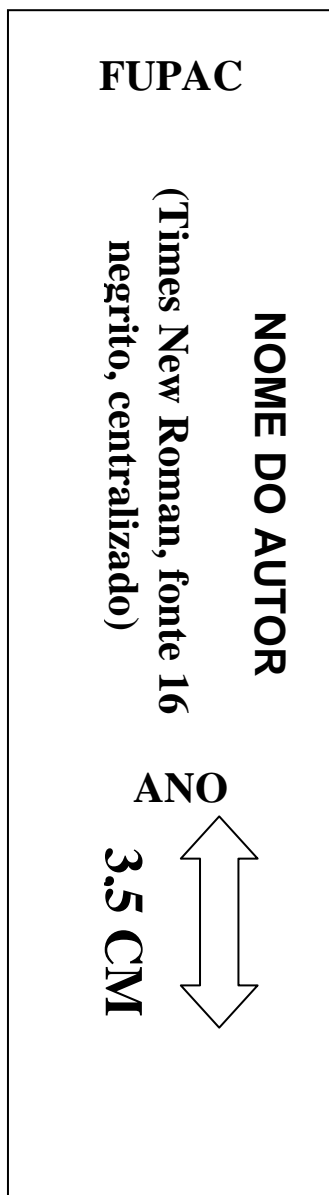 FUPAC
NOME DO AUTOR
(Times New Roman, fonte 16
negrito, centralizado)
ANO
3,5 CM